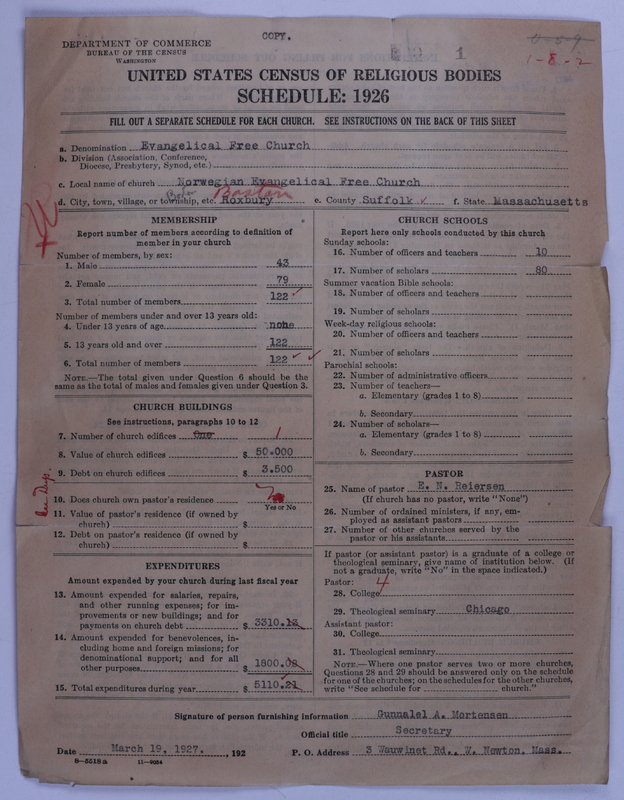 COPY.
DEPARTMENT OF COMMERCE
BUREAU OF THE CENSUS
WASHINGTON
1
1-8-2
UNITED STATES CENSUS OF RELIGIOUS BODIES
SCHEDULE: 1926
FILL OUT A SEPARATE SCHEDULE FOR EACH CHURCH. SEE INSTRUCTIONS ON THE BACK OF THIS SHEET
a. Denomination Evangelical Free Church
b. Division (Association, Conference, Diocese, Presbytery, Synod, etc.)
c. Local name of church Norwegian Evangelical Free Church
Boston
d. City, town, village, or township, etc. Roxbury e. County Suffolk f. State Massachusetts
MEMBERSHIP
Report number of members according to definition of member in your church
Number of members, by sex:
1. Male 43
2. Female 79
3. Total number of members 122
Number of members under and over 13 years old:
4. Under 13 years of age none
5. 13 years old and over 122
6. Total number of members 122
NOTE.—The total given under Question 6 should be the same as the total of males and females given under Question 3.
CHURCH BUILDINGS
See instructions, paragraphs 10 to 12
7. Number of church edifices One 1
8. Value of church edifices $ 50.000
9. Debt on church edifices $ 3.500
10. Does church own pastor's residence
Yes or No
11. Value of pastor's residence (if owned by church) $
12. Debt on pastor's residence (if owned by church) $
EXPENDITURES
Amount expended by your church during last fiscal year
13. Amount expended for salaries, repairs, and other running expenses; for improvements or new buildings; and for payments on church debt $ 3310.13
14. Amount expended for benevolences, including home and foreign missions; for denominational support; and for all other purposes $ 1800.08
15. Total expenditures during year $ 5110.21
CHURCH SCHOOLS
Report here only schools conducted by this church
Sunday schools:
16. Number of officers and teachers 10
17. Number of scholars 80
Summer vacation Bible schools:
18. Number of officers and teachers
19. Number of scholars
Week-day religious schools:
20. Number of officers and teachers
21. Number of scholars
Parochial schools:
22. Number of administrative officers
23. Number of teachers—
a. Elementary (grades 1 to 8)
b. Secondary
24. Number of scholars—
a. Elementary (grades 1 to 8)
b. Secondary
PASTOR
25. Name of pastor E. N. Reiersen
(If church has no pastor, write "None")
26. Number of ordained ministers, if any, employed as assistant pastors
27. Number of other churches served by the pastor or his assistants
If pastor (or assistant pastor) is a graduate of a college or theological seminary, give name of institution below. (If not a graduate, write "No" in the space indicated.)
Pastor: 4
28. College
29. Theological seminary Chicago
Assistant pastor:
30. College
31. Theological seminary
NOTE.—Where one pastor serves two or more churches, Questions 28 and 29 should be answered only on the schedule for one of the churches; on the schedules for the other churches, write "See schedule for church."
Signature of person furnishing information Gunnalel A. Mortensen
Official title Secretary
Date March 19, 1927. , 192 P. O. Address 3 Wauwinet Rd., W. Newton. Mass.
8—5518a 11—9054